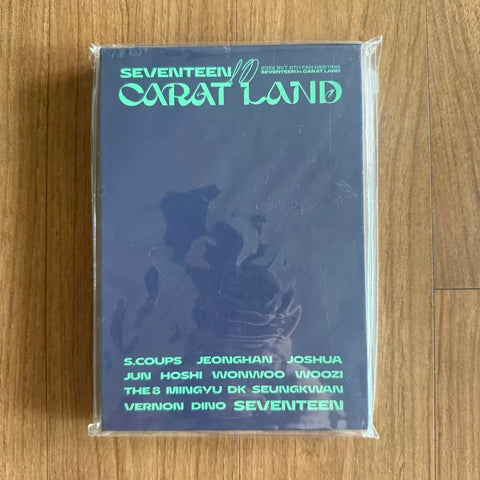 SEVENTEEN in
2022 SVT 6TH FAN MEETING
SEVENTEEN in CARAT LAND
CARAT LAND
S.COUPS JEONGHAN JOSHUA
JUN HOSHI WONWOO WOOZI
THE 8 MINGYU DK SEUNGKWAN
VERNON DINO SEVENTEEN